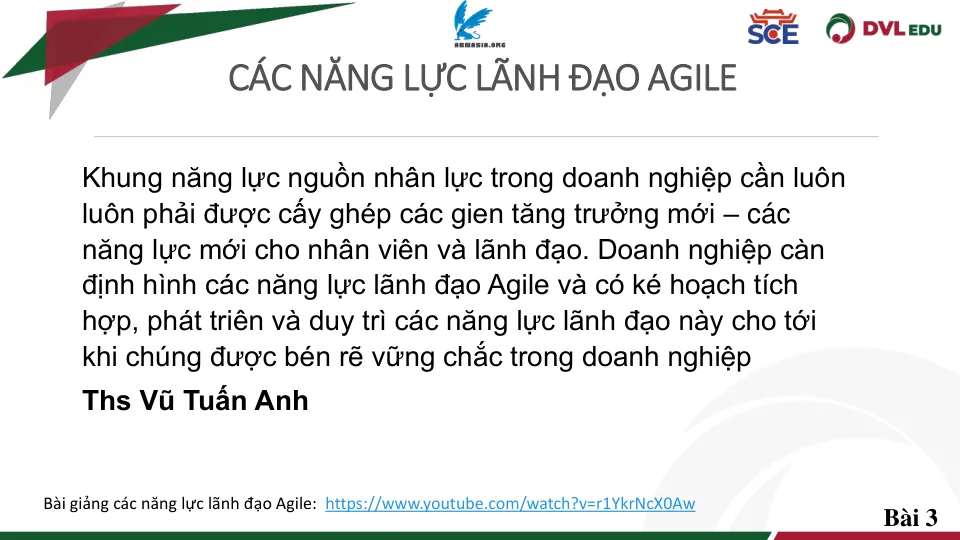 HRMASIA.ORG
SCE
DVL EDU
CÁC NĂNG LỰC LÃNH ĐẠO AGILE
Khung năng lực nguồn nhân lực trong doanh nghiệp cần luôn
luôn phải được cấy ghép các gien tăng trưởng mới – các
năng lực mới cho nhân viên và lãnh đạo. Doanh nghiệp càn
định hình các năng lực lãnh đạo Agile và có ké hoạch tích
hợp, phát triên và duy trì các năng lực lãnh đạo này cho tới
khi chúng được bén rẽ vững chắc trong doanh nghiệp
Ths Vũ Tuấn Anh
Bài giảng các năng lực lãnh đạo Agile: https://www.youtube.com/watch?v=r1YkrNcX0Aw
Bài 3